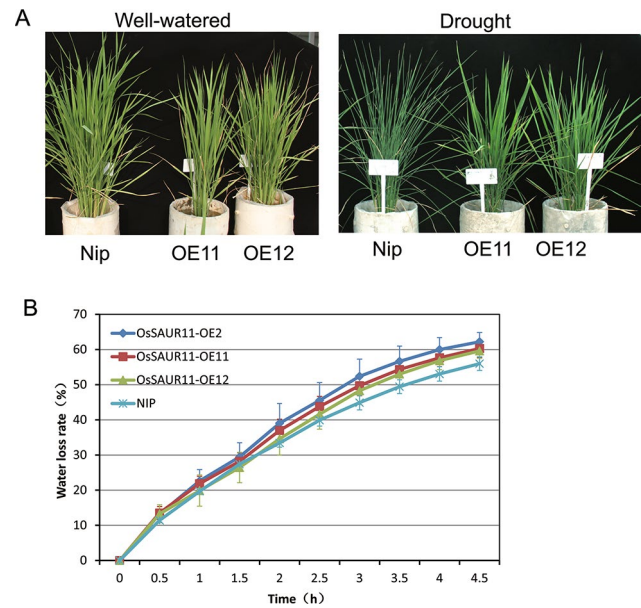 A
Well-watered
Drought
Nip
OE11
OE12
Nip
OE11
OE12
B
70
60
50
40
30
20
10
0
Water loss rate（%）
OsSAUR11-OE2
OsSAUR11-OE11
OsSAUR11-OE12
NIP
0 0.5 1 1.5 2 2.5 3 3.5 4 4.5
Time（h）